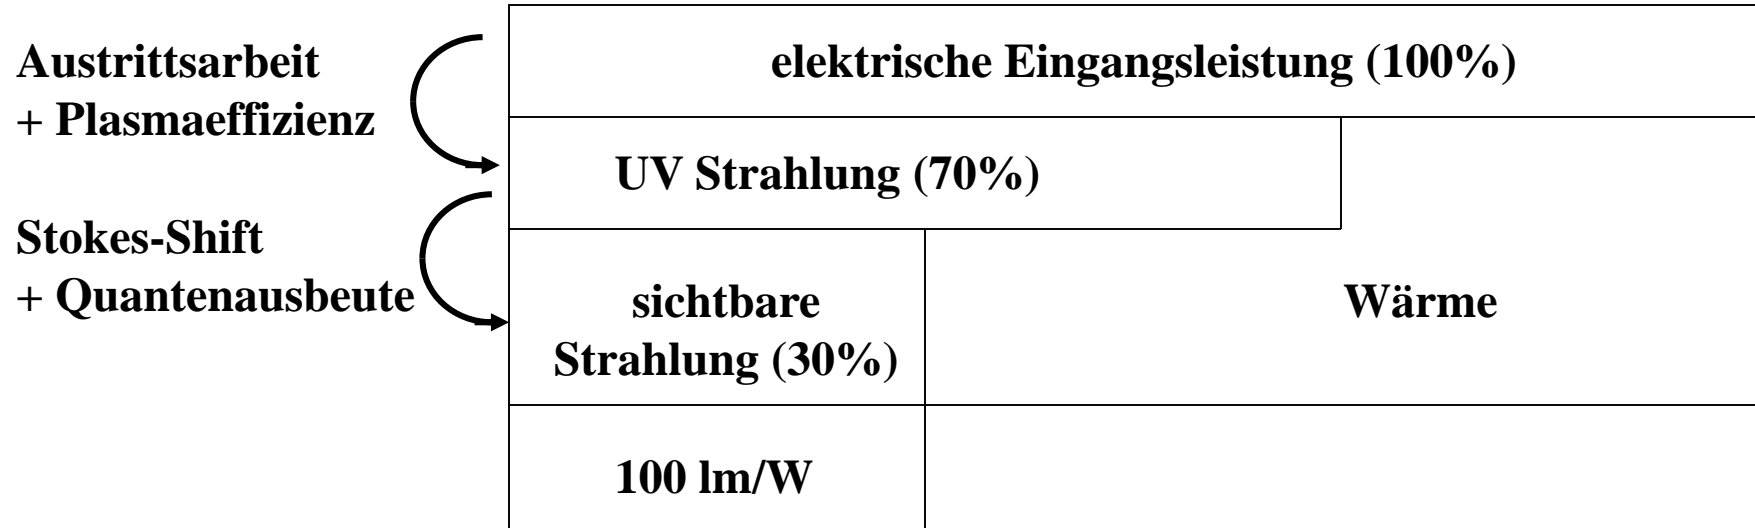 elektrische Eingangsleistung (100%)
Austrittsarbeit
+ Plasmaeffizienz
UV Strahlung (70%)
Stokes-Shift
+ Quantenausbeute
sichtbare
Strahlung (30%)
Wärme
100 lm/W